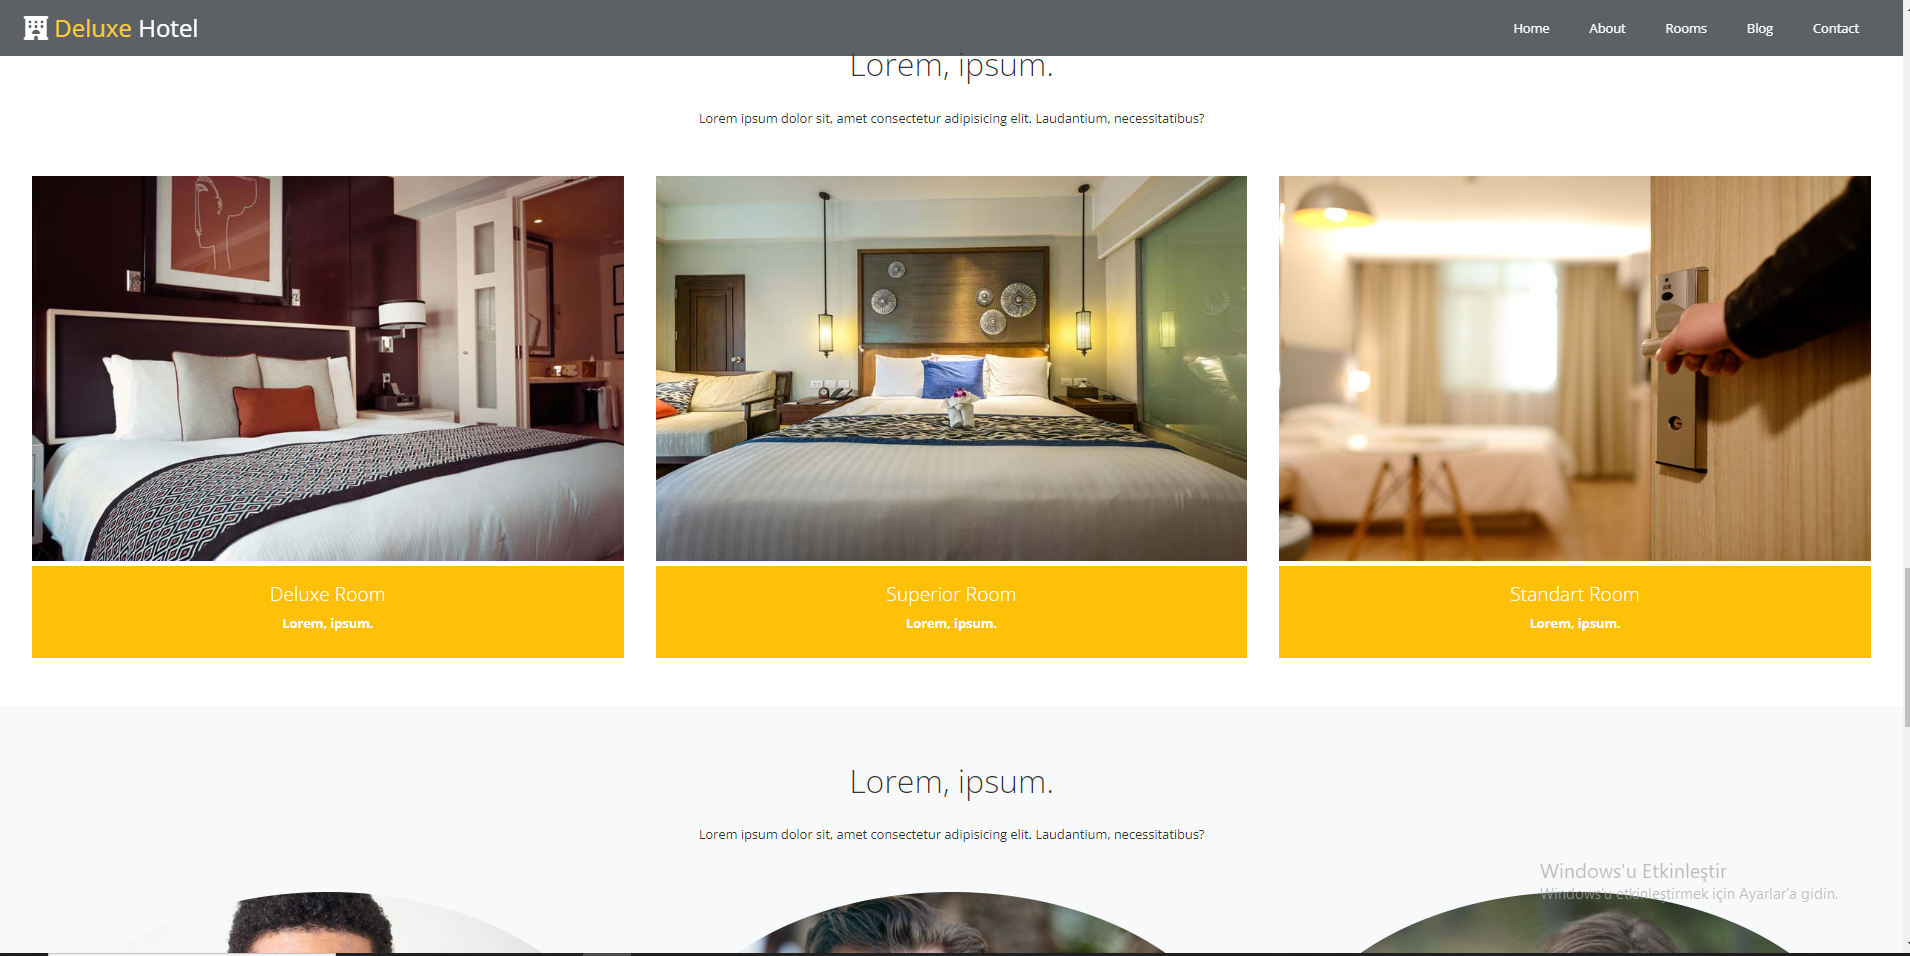 Deluxe Hotel
Home About Rooms Blog Contact
Lorem, ipsum.
Lorem ipsum dolor sit, amet consectetur adipisicing elit. Laudantium, necessitatibus?
Deluxe Room
Lorem, ipsum.
Superior Room
Lorem, ipsum.
Standart Room
Lorem, ipsum.
Lorem, ipsum.
Lorem ipsum dolor sit, amet consectetur adipisicing elit. Laudantium, necessitatibus?
Windows'u Etkinleştir
Windows'u etkinleştirmek için Ayarlar'a gidin.